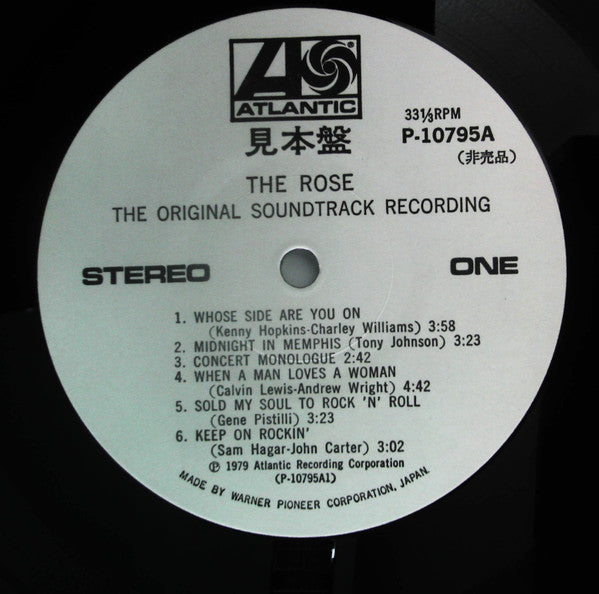 ATLANTIC
見本盤
33⅓RPM
P-10795A
(非売品)
THE ROSE
THE ORIGINAL SOUNDTRACK RECORDING
STEREO
ONE
1. WHOSE SIDE ARE YOU ON
(Kenny Hopkins-Charley Williams) 3:58
2. MIDNIGHT IN MEMPHIS (Tony Johnson) 3:23
3. CONCERT MONOLOGUE 2:42
4. WHEN A MAN LOVES A WOMAN
(Calvin Lewis-Andrew Wright) 4:42
5. SOLD MY SOUL TO ROCK 'N' ROLL
(Gene Pistilli) 3:23
6. KEEP ON ROCKIN'
(Sam Hagar-John Carter) 3:02
℗ 1979 Atlantic Recording Corporation
(P-10795A1)
MADE BY WARNER PIONEER CORPORATION, JAPAN.